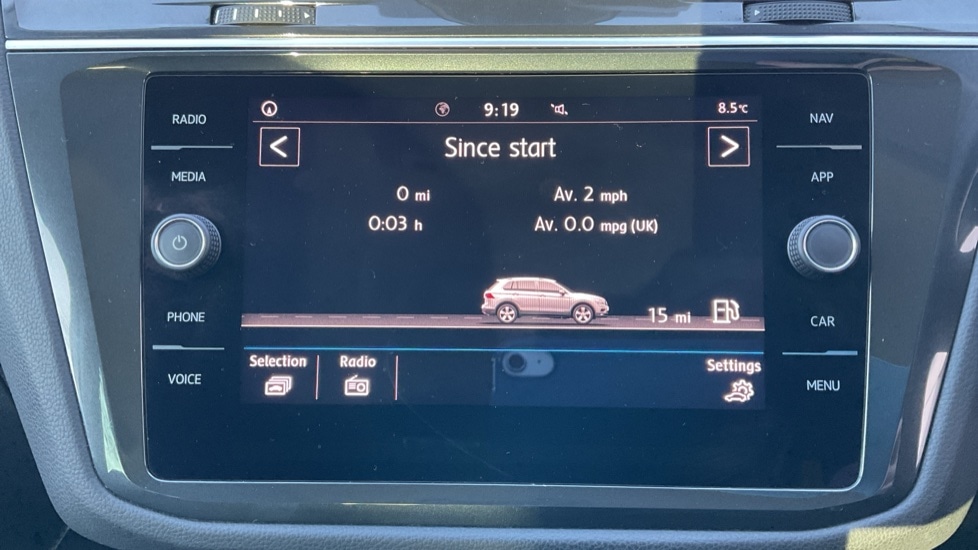 RADIO
MEDIA
PHONE
VOICE
9:19
8.5°C
<
Since start
>
0 mi
Av. 2 mph
0:03 h
Av. 0.0 mpg (UK)
15 mi
Selection
Radio
Settings
NAV
APP
CAR
MENU